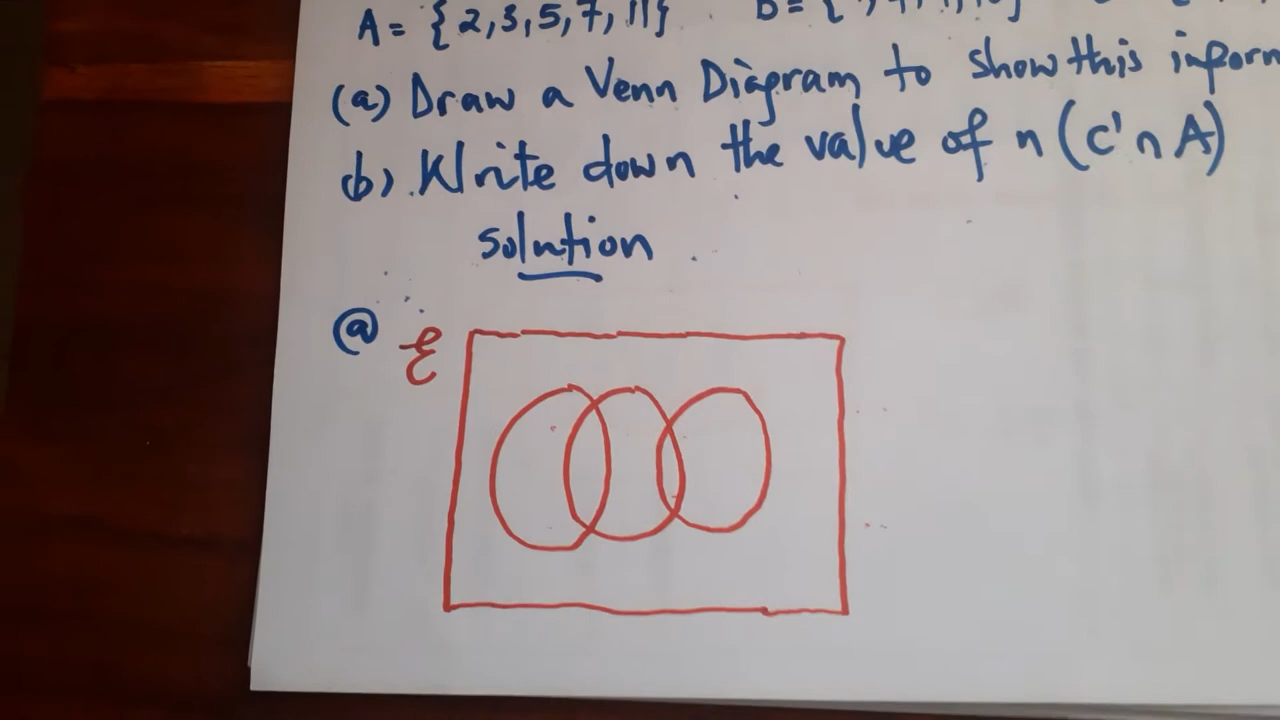 A = { 2, 3, 5, 7, 11}
(a) Draw a Venn Diagram to show this
b) Write down the value of n (C' ∩ A)
solution
(a) ξ